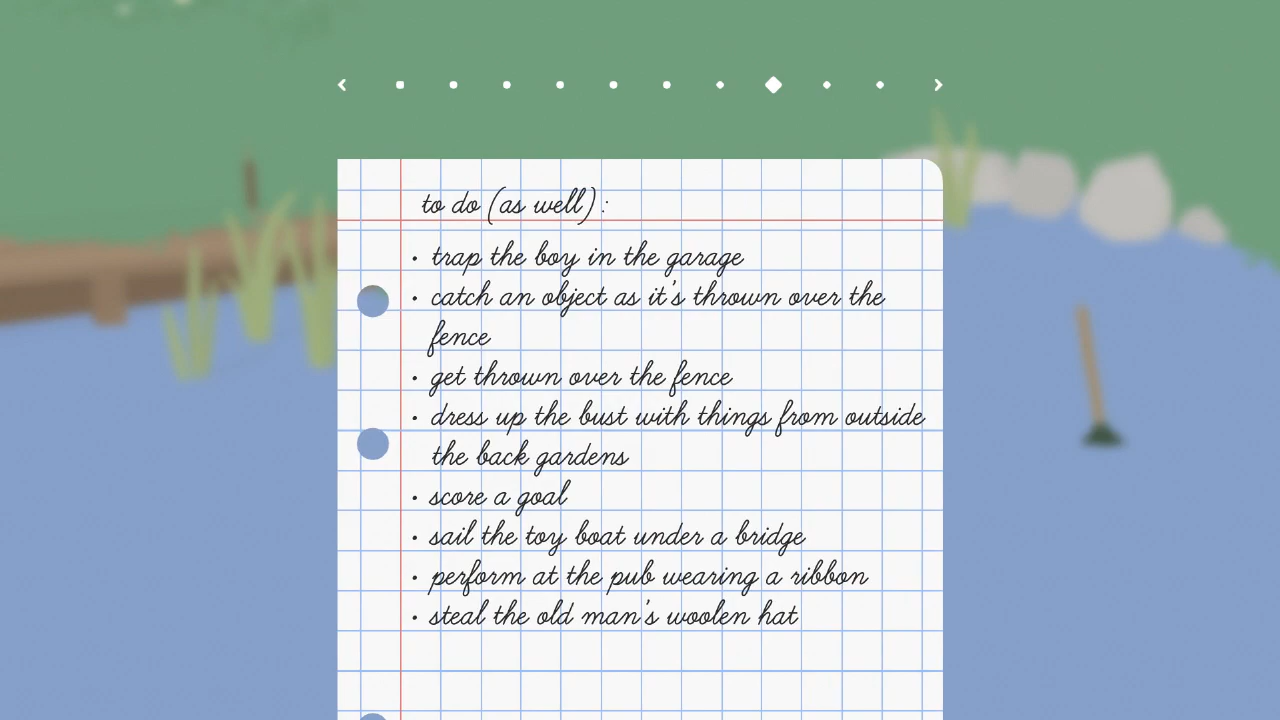 to do (as well):
• trap the boy in the garage
• catch an object as it's thrown over the
fence
• get thrown over the fence
• dress up the bust with things from outside
the back gardens
• score a goal
• sail the toy boat under a bridge
• perform at the pub wearing a ribbon
• steal the old man's woolen hat